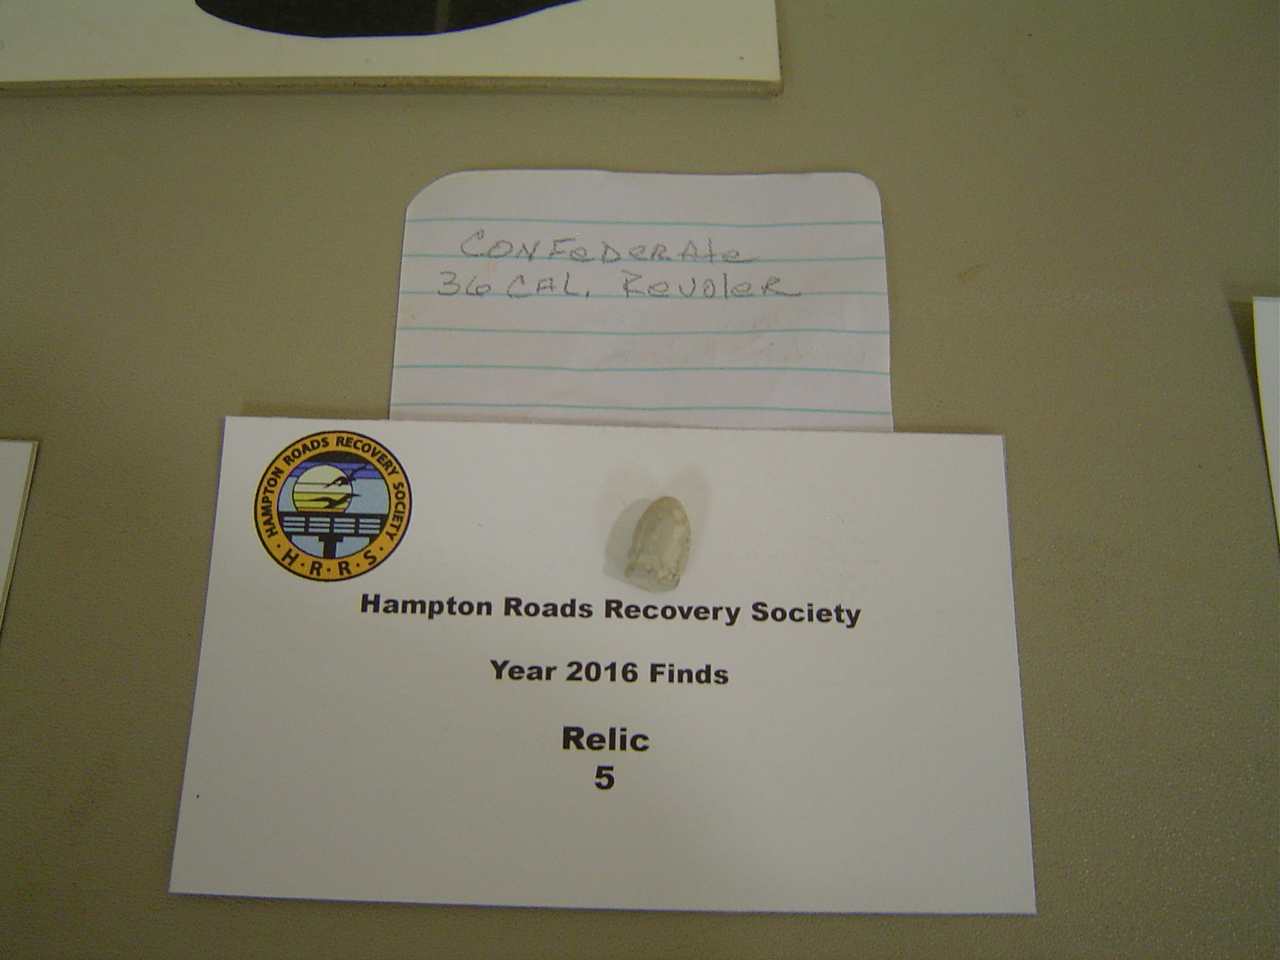 CONFeDeRAte
36 CAL, RevoleR
HAMPTON ROADS RECOVERY SOCIETY
· H · R · R · S ·
Hampton Roads Recovery Society
Year 2016 Finds
Relic
5